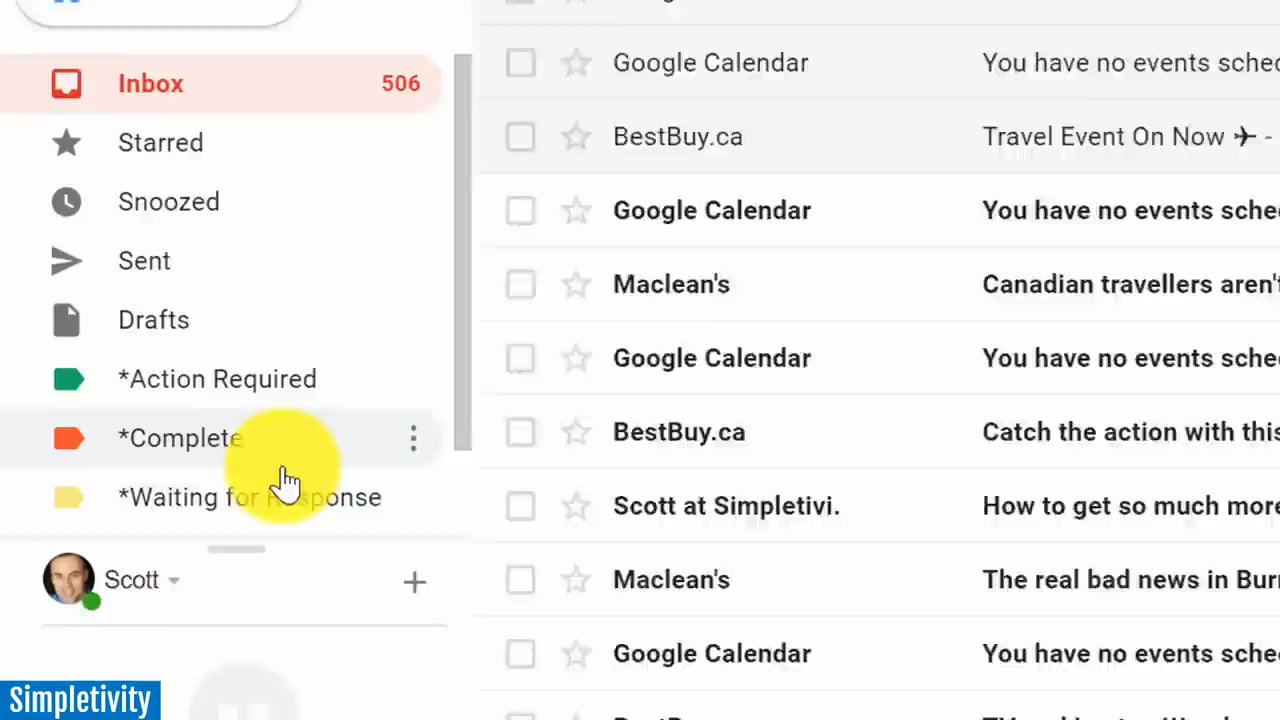 Inbox 506
Starred
Snoozed
Sent
Drafts
*Action Required
*Complete
*Waiting for Response
Scott
Simpletivity
Google Calendar You have no events sched
BestBuy.ca Travel Event On Now ✈ -
Google Calendar You have no events sche
Maclean's Canadian travellers aren't
Google Calendar You have no events sche
BestBuy.ca Catch the action with this
Scott at Simpletivi. How to get so much more
Maclean's The real bad news in Bur
Google Calendar You have no events sche